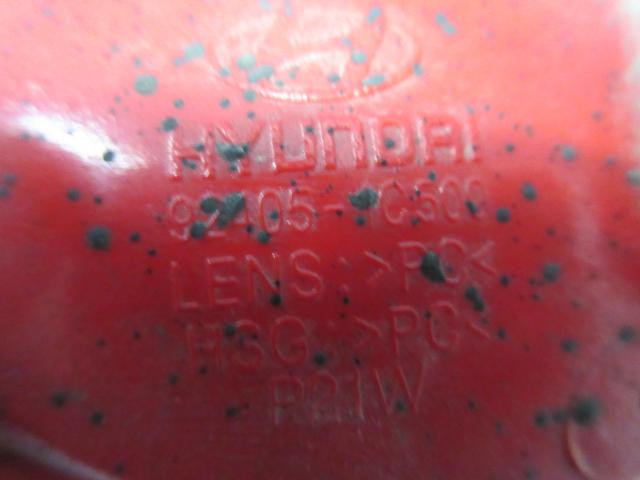 HYUNDAI
92405-1C500
LENS:>PC<
HSG:>PC<
P21W